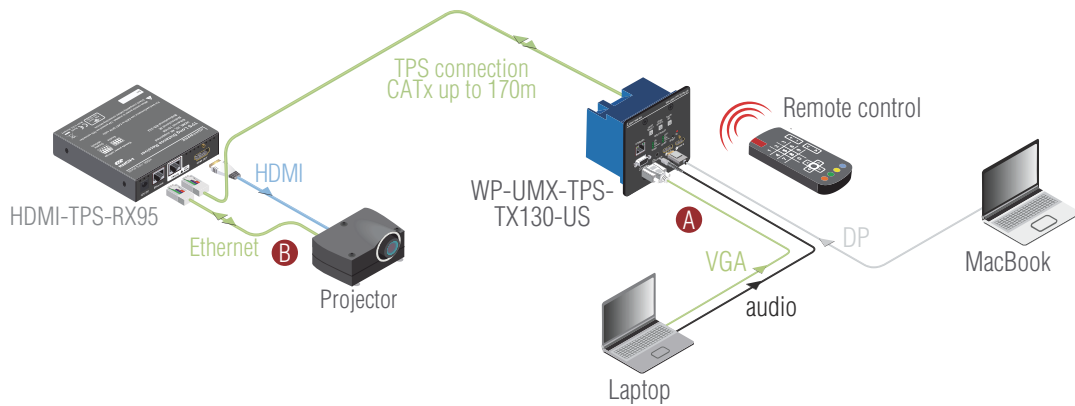 TPS connection
CATx up to 170m
Remote control
HDMI
HDMI-TPS-RX95
WP-UMX-TPS-
TX130-US
A
Ethernet
B
DP
VGA
MacBook
Projector
audio
Laptop